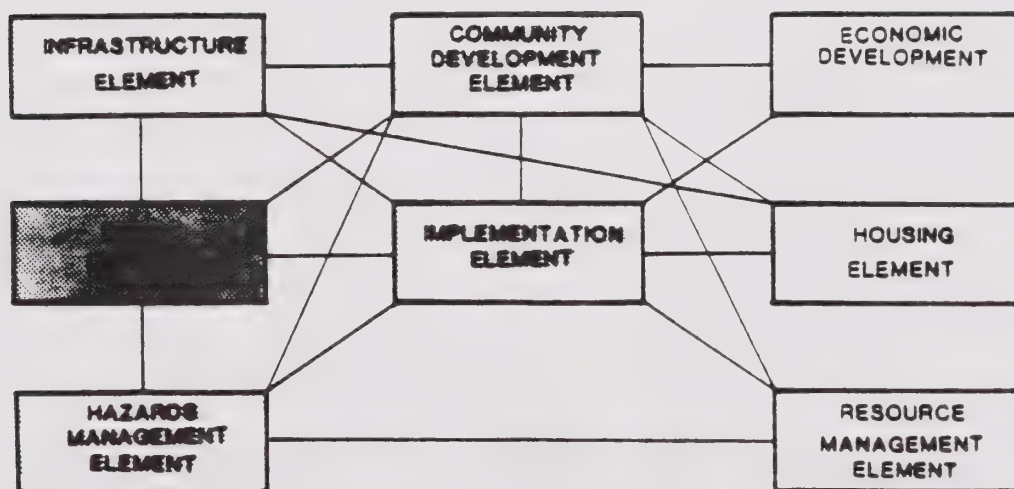 INFRASTRUCTURE
ELEMENT
COMMUNITY
DEVELOPMENT
ELEMENT
ECONOMIC
DEVELOPMENT
IMPLEMENTATION
ELEMENT
HOUSING
ELEMENT
HAZARDS
MANAGEMENT
ELEMENT
RESOURCE
MANAGEMENT
ELEMENT